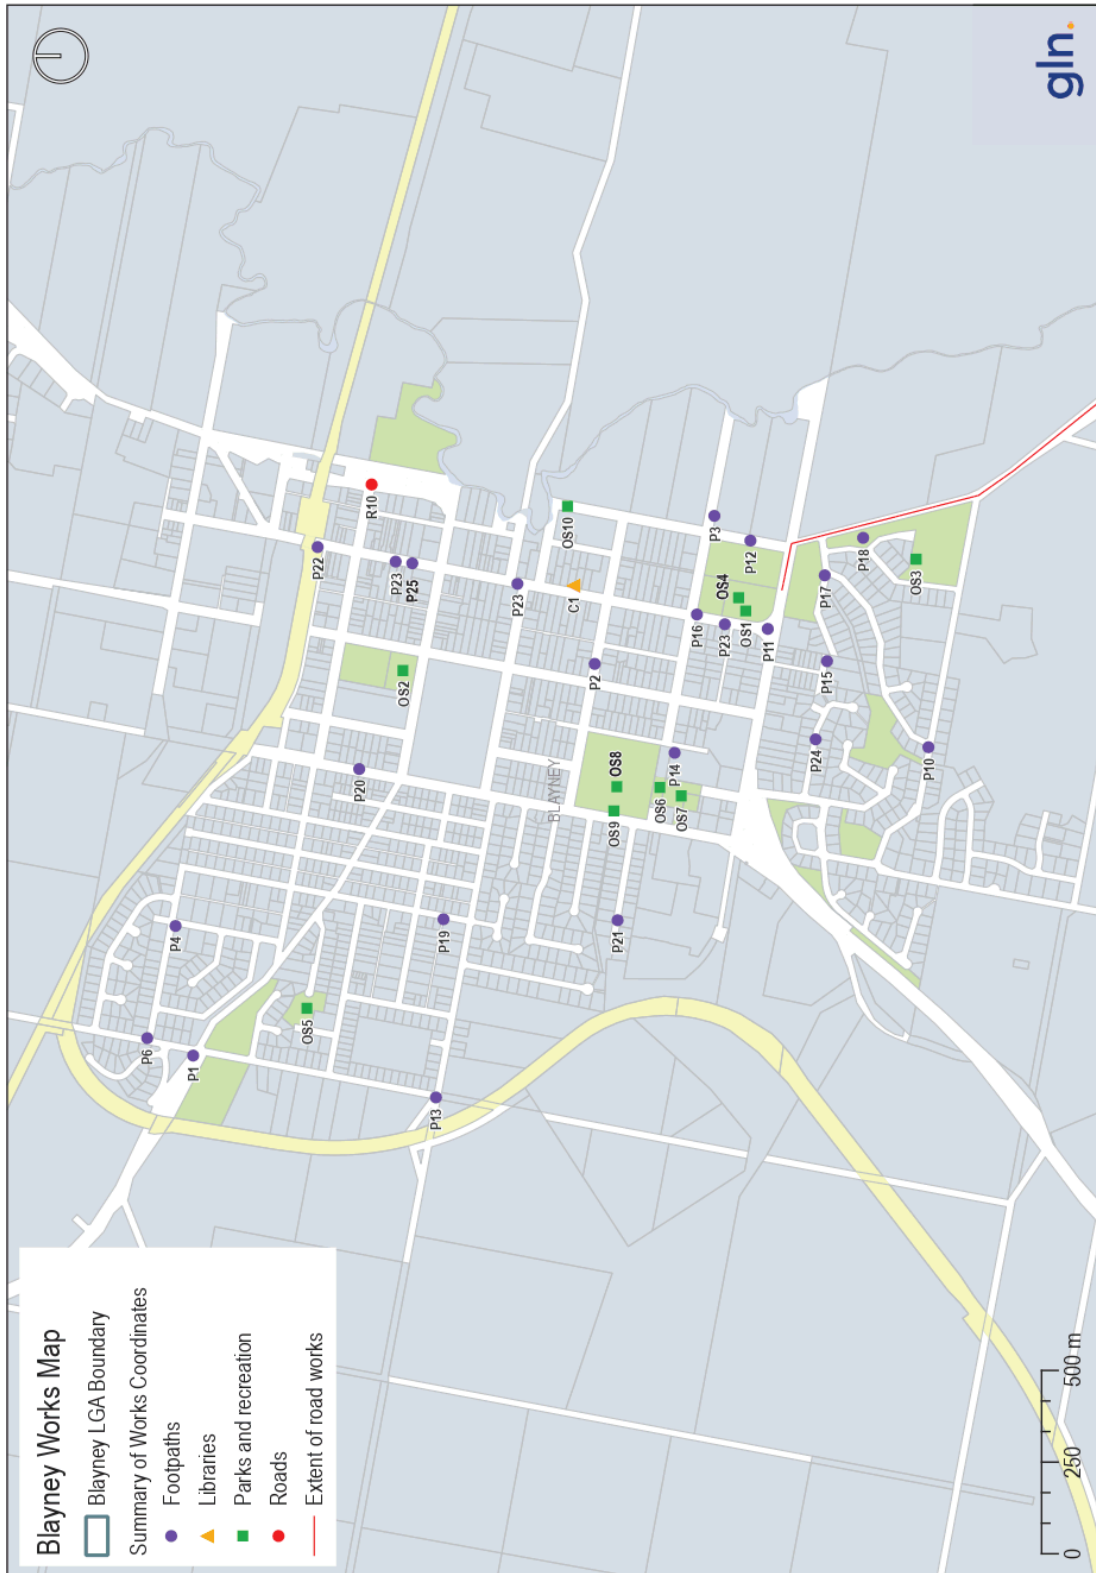 Blayney Works Map
Blayney LGA Boundary
Summary of Works Coordinates
Footpaths
Libraries
Parks and recreation
Roads
Extent of road works
0 250 500 m
gln.
BLAYNEY
P6
P4
P1
OS5
P13
P19
P20
P22
R10
P23
P25
OS2
P23
C1
OS10
P2
OS8
OS9
OS6
OS7
P14
P21
P3
P12
OS4
OS1
P16
P23
P11
P17
P18
OS3
P15
P24
P10